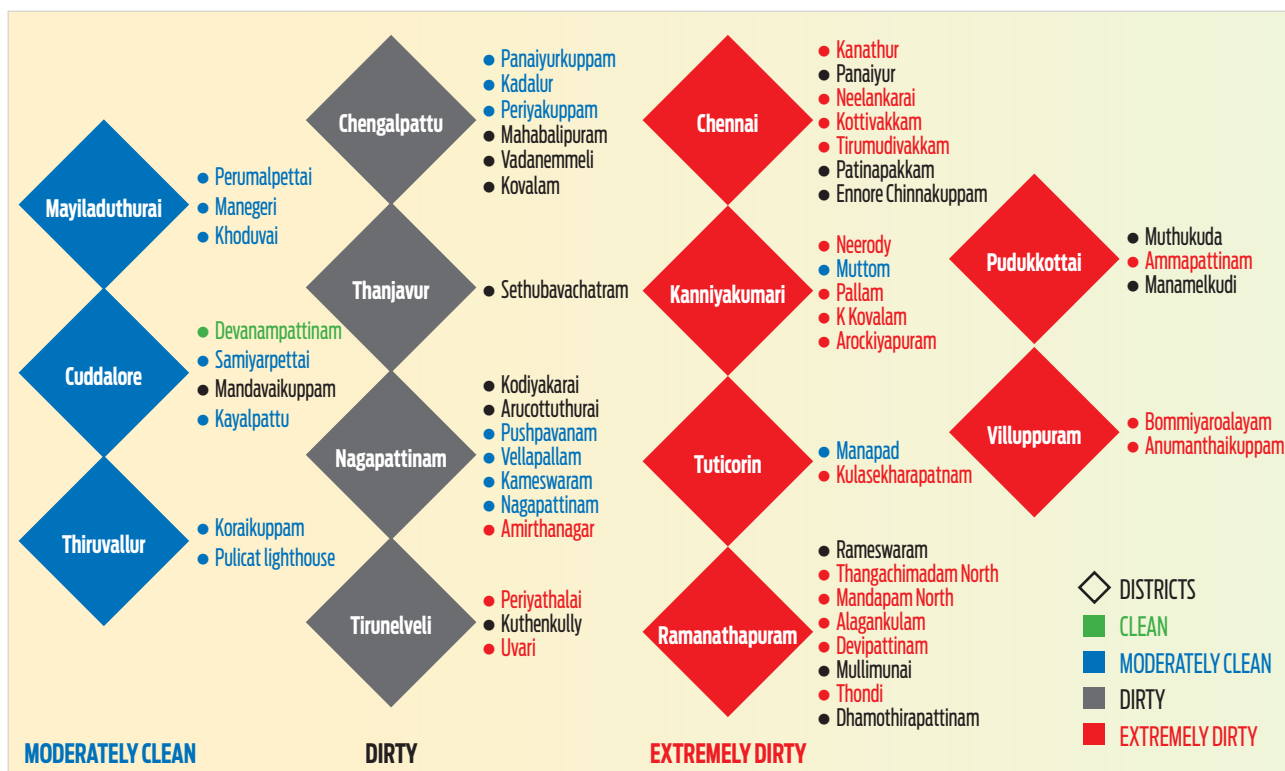 Mayiladuthurai
Perumalpettai
Manegeri
Khoduvai
Cuddalore
Devanampattinam
Samiyarpettai
Mandavaikuppam
Kayalpattu
Thiruvallur
Koraikuppam
Pulicat lighthouse
MODERATELY CLEAN
Chengalpattu
Panaiyurkuppam
Kadalur
Periyakuppam
Mahabalipuram
Vadanemmeli
Kovalam
Thanjavur
Sethubavachatram
Nagapattinam
Kodiyakarai
Arucottuthurai
Pushpavanam
Vellapallam
Kameswaram
Nagapattinam
Amirthanagar
Tirunelveli
Periyathalai
Kuthenkully
Uvari
DIRTY
Chennai
Kanathur
Panaiyur
Neelankarai
Kottivakkam
Tirumudivakkam
Patinapakkam
Ennore Chinnakuppam
Kanniyakumari
Neerody
Muttom
Pallam
K Kovalam
Arockiyapuram
Tuticorin
Manapad
Kulasekharapatnam
Ramanathapuram
Rameswaram
Thangachimadam North
Mandapam North
Alagankulam
Devipattinam
Mullimunai
Thondi
Dhamothirapattinam
EXTREMELY DIRTY
Pudukkottai
Muthukuda
Ammapattinam
Manamelkudi
Villuppuram
Bommiyaroalayam
Anumanthaikuppam
DISTRICTS
CLEAN
MODERATELY CLEAN
DIRTY
EXTREMELY DIRTY